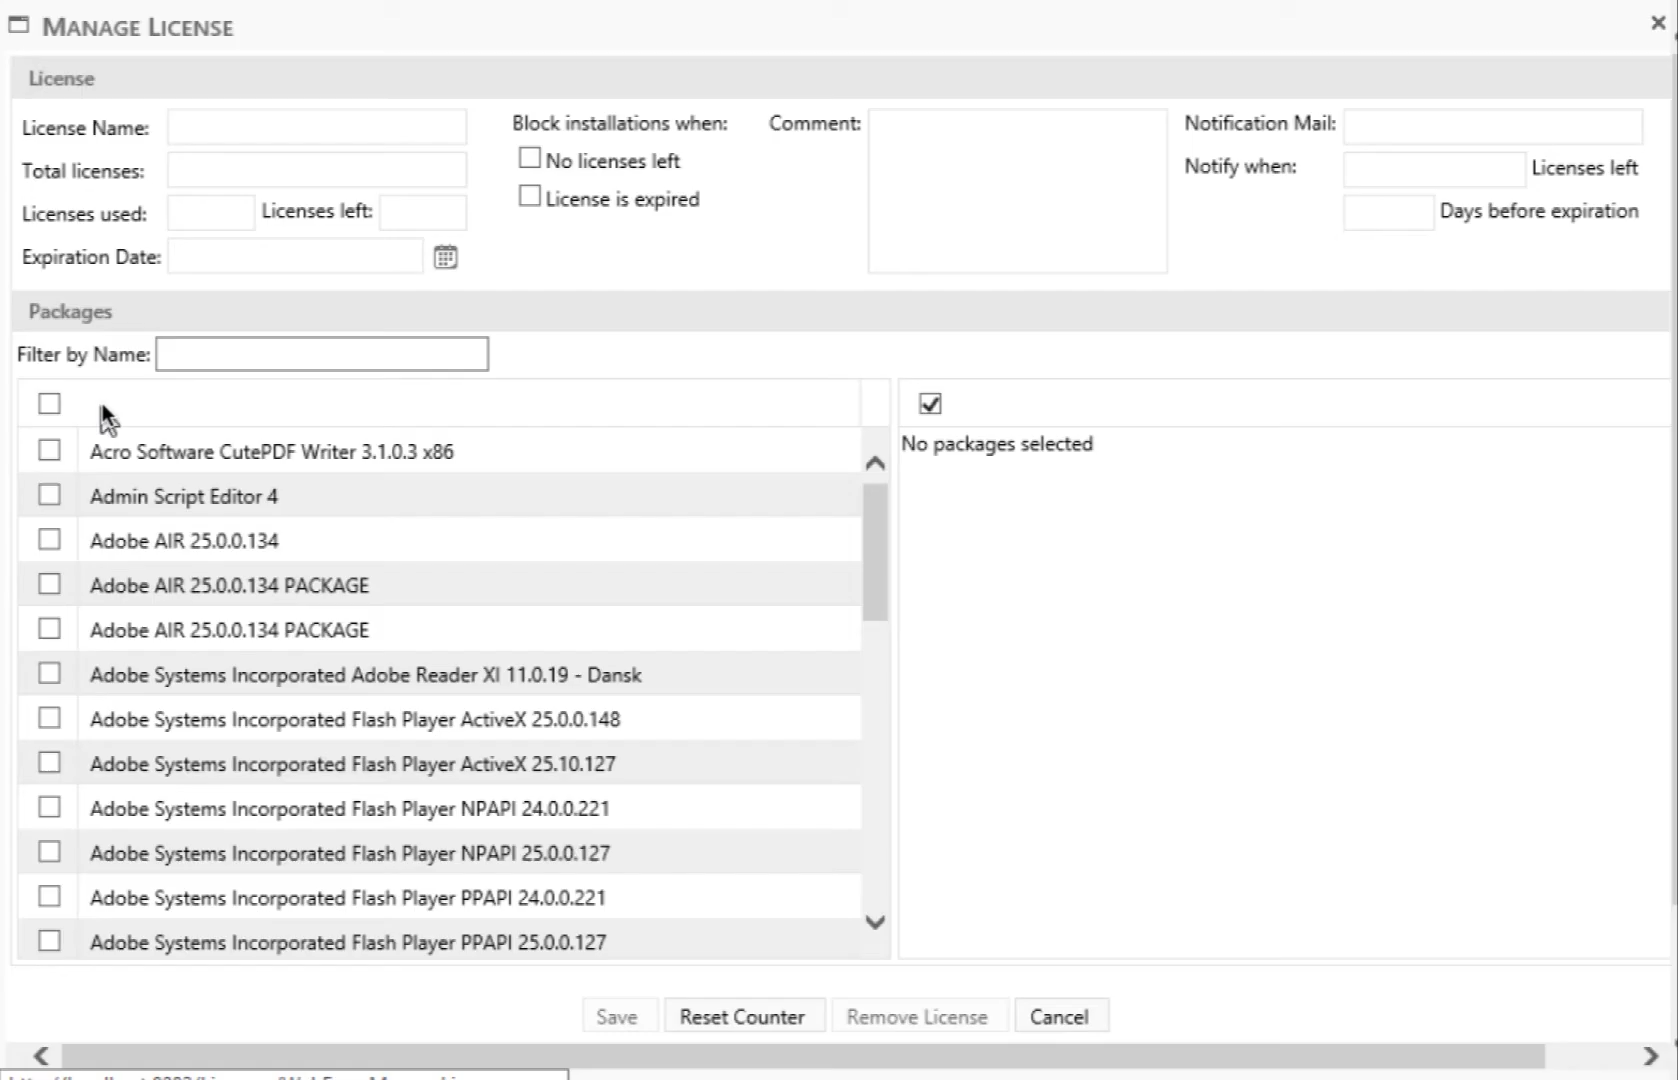 MANAGE LICENSE
License
License Name:
Total licenses:
Licenses used:
Licenses left:
Expiration Date:
Block installations when:
No licenses left
License is expired
Comment:
Notification Mail:
Notify when:
Licenses left
Days before expiration
Packages
Filter by Name:
Acro Software CutePDF Writer 3.1.0.3 x86
Admin Script Editor 4
Adobe AIR 25.0.0.134
Adobe AIR 25.0.0.134 PACKAGE
Adobe AIR 25.0.0.134 PACKAGE
Adobe Systems Incorporated Adobe Reader XI 11.0.19 - Dansk
Adobe Systems Incorporated Flash Player ActiveX 25.0.0.148
Adobe Systems Incorporated Flash Player ActiveX 25.10.127
Adobe Systems Incorporated Flash Player NPAPI 24.0.0.221
Adobe Systems Incorporated Flash Player NPAPI 25.0.0.127
Adobe Systems Incorporated Flash Player PPAPI 24.0.0.221
Adobe Systems Incorporated Flash Player PPAPI 25.0.0.127
No packages selected
Save
Reset Counter
Remove License
Cancel